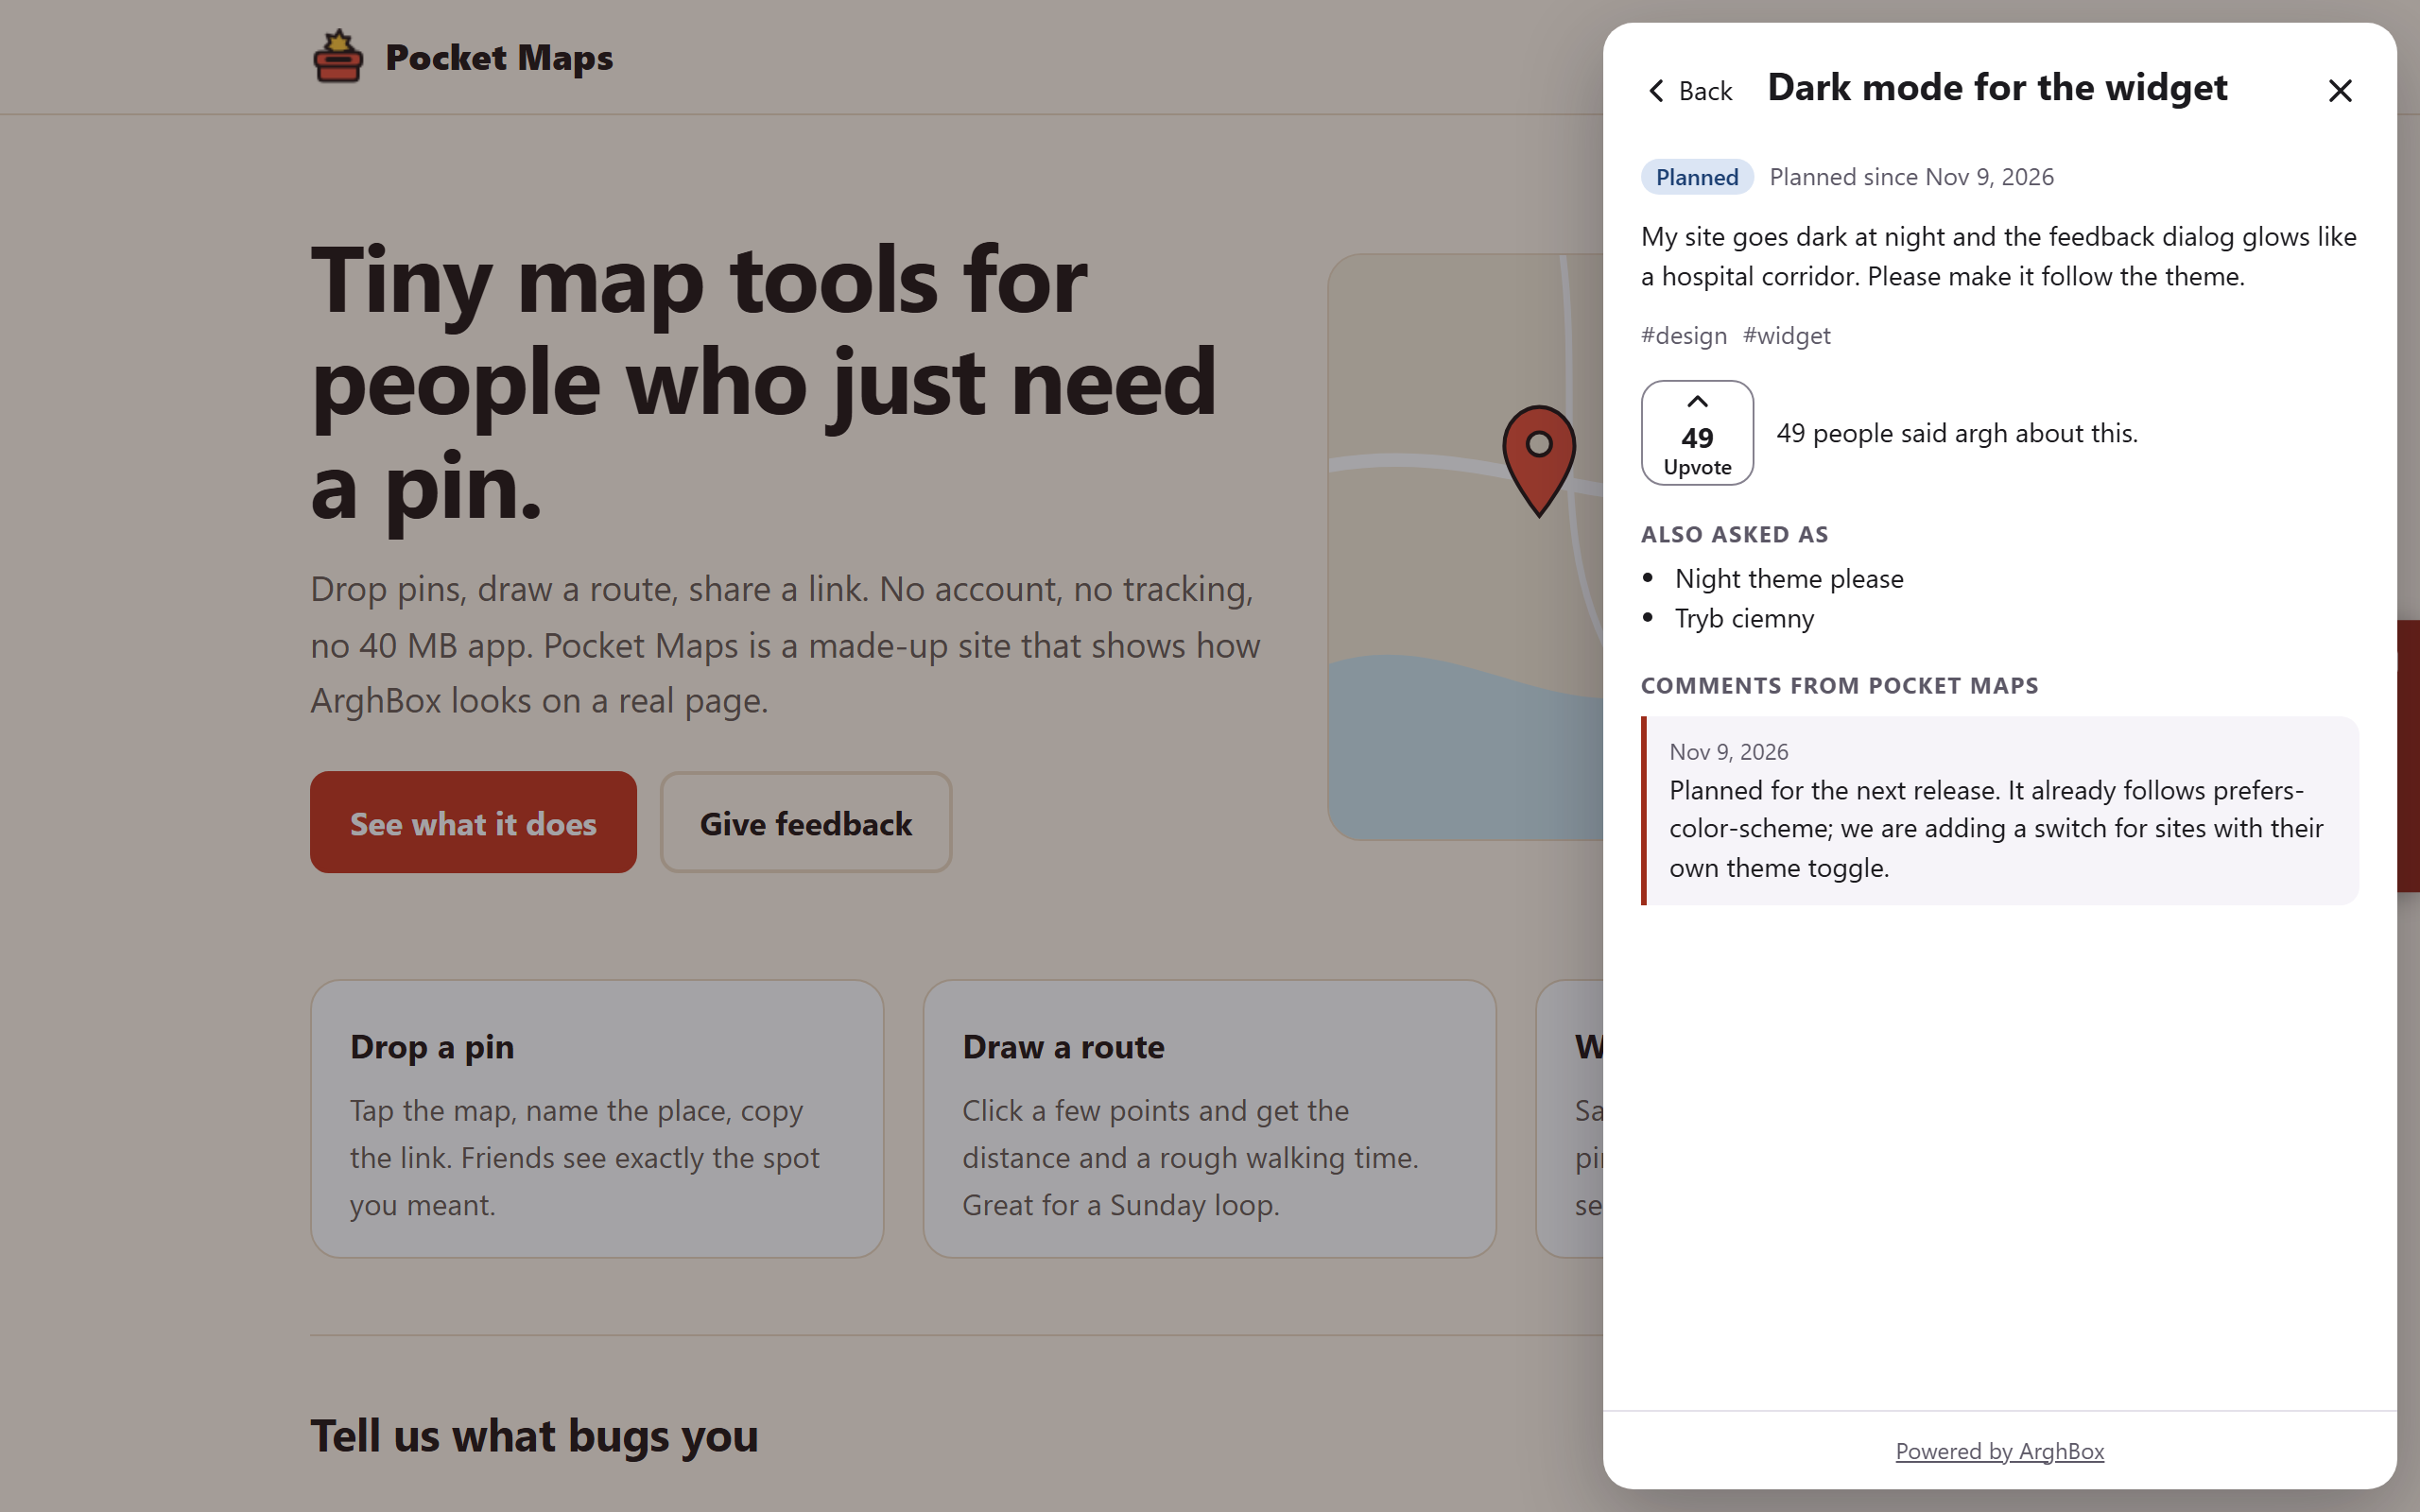 Pocket Maps
Tiny map tools for
people who just need
a pin.
Drop pins, draw a route, share a link. No account, no tracking,
no 40 MB app. Pocket Maps is a made-up site that shows how
ArghBox looks on a real page.
See what it does
Give feedback
Drop a pin
Tap the map, name the place, copy
the link. Friends see exactly the spot
you meant.
Draw a route
Click a few points and get the
distance and a rough walking time.
Great for a Sunday loop.
Tell us what bugs you
Back
Dark mode for the widget
Planned
Planned since Nov 9, 2026
My site goes dark at night and the feedback dialog glows like
a hospital corridor. Please make it follow the theme.
#design #widget
49
Upvote
49 people said argh about this.
ALSO ASKED AS
• Night theme please
• Tryb ciemny
COMMENTS FROM POCKET MAPS
Nov 9, 2026
Planned for the next release. It already follows prefers-
color-scheme; we are adding a switch for sites with their
own theme toggle.
Powered by ArghBox